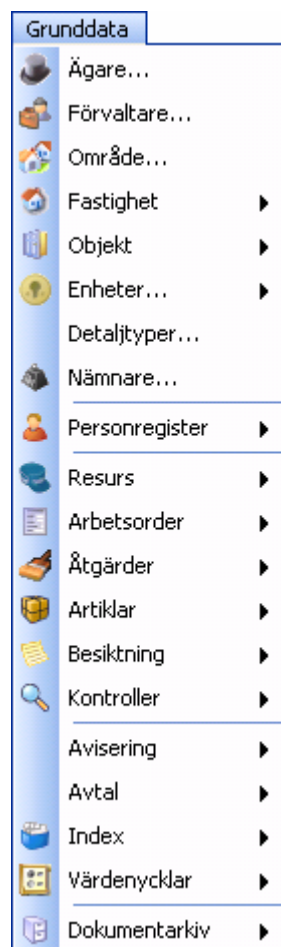 Grunddata
Ägare...
Förvaltare...
Område...
Fastighet
Objekt
Enheter...
Detaljtyper...
Nämnare...
Personregister
Resurs
Arbetsorder
Åtgärder
Artiklar
Besiktning
Kontroller
Avisering
Avtal
Index
Värdenycklar
Dokumentarkiv